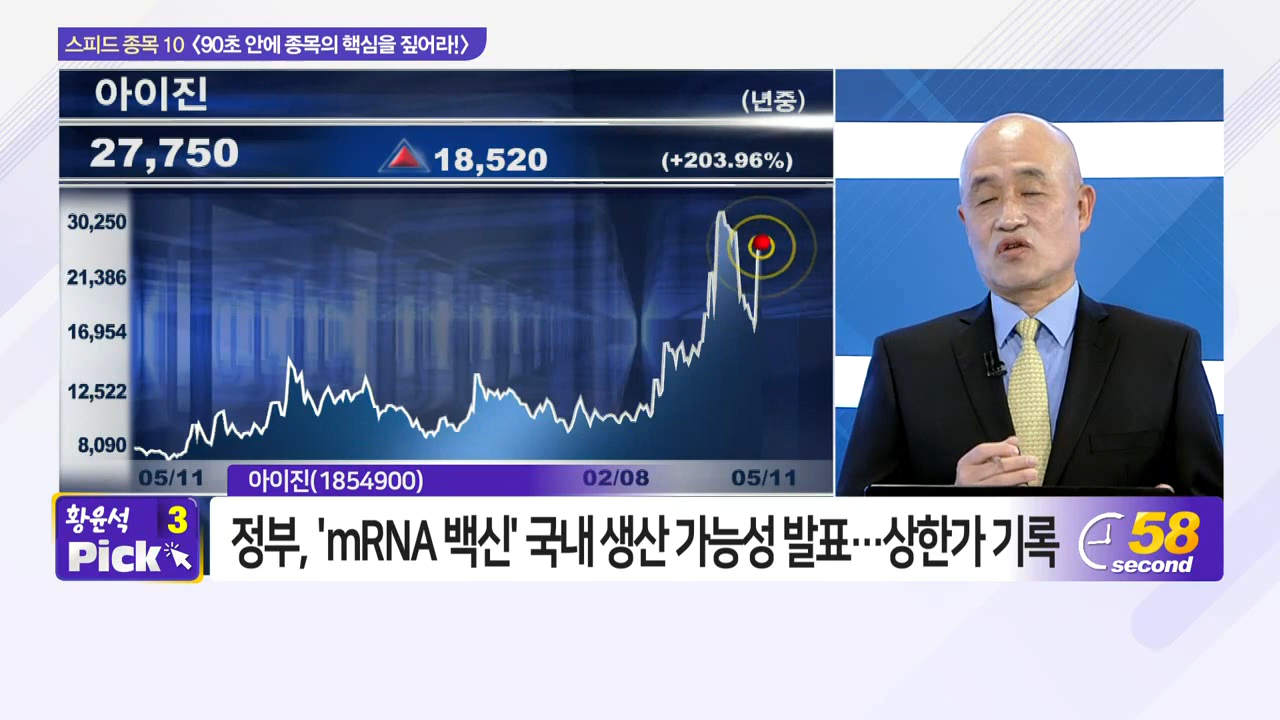 스피드 종목 10 <90초 안에 종목의 핵심을 짚어라!>
아이진
(년중)
27,750
18,520
(+203.96%)
30,250
21,386
16,954
12,522
8,090
05/11
02/08
05/11
아이진(1854900)
황윤석
3
Pick
정부, 'mRNA 백신' 국내 생산 가능성 발표…상한가 기록
58
second